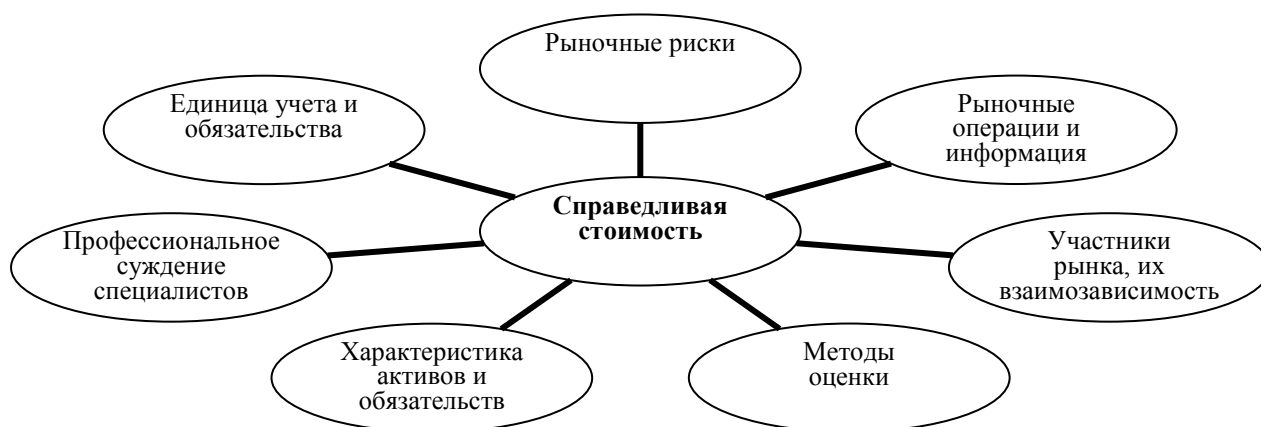 Рыночные риски
Единица учета и
обязательства
Рыночные
операции и
информация
Справедливая
стоимость
Профессиональное
суждение
специалистов
Участники
рынка, их
взаимозависимость
Характеристика
активов и
обязательств
Методы
оценки